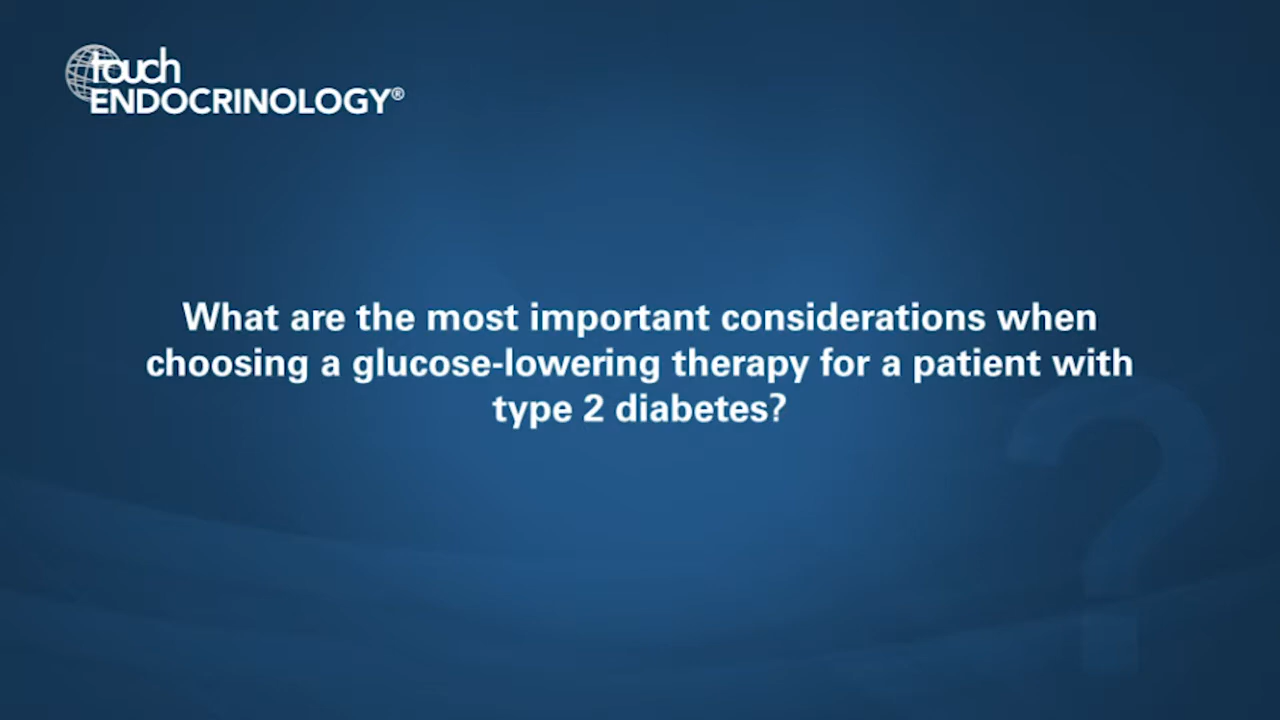 touch
ENDOCRINOLOGY®
What are the most important considerations when
choosing a glucose-lowering therapy for a patient with
type 2 diabetes?
?